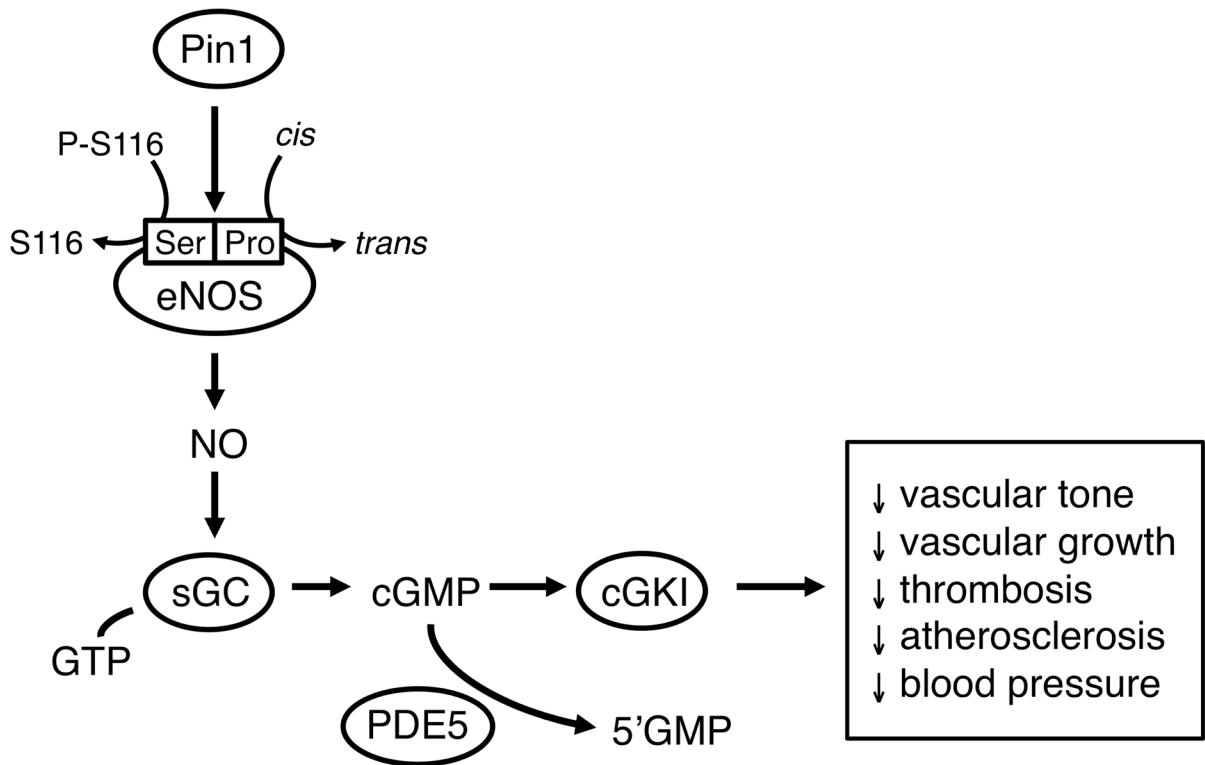 Pin1
P-S116
cis
S116
Ser
Pro
trans
eNOS
NO
sGC
cGMP
cGKI
GTP
PDE5
5'GMP
↓ vascular tone
↓ vascular growth
↓ thrombosis
↓ atherosclerosis
↓ blood pressure